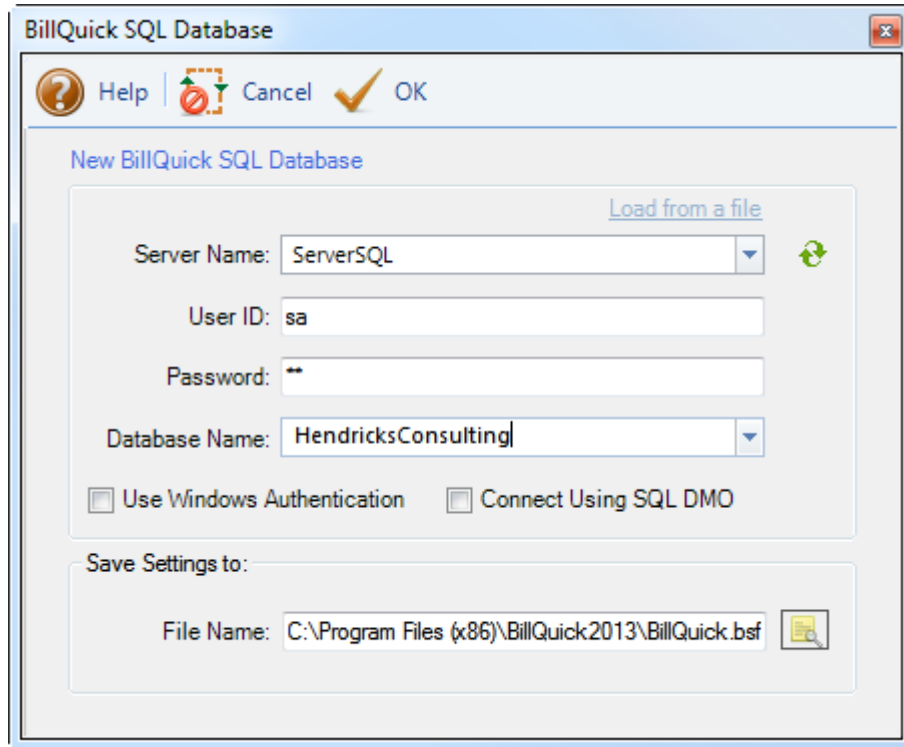 BillQuick SQL Database
Help Cancel OK
New BillQuick SQL Database
Load from a file
Server Name: ServerSQL
User ID: sa
Password: **
Database Name: HendricksConsulting
Use Windows Authentication Connect Using SQL DMO
Save Settings to:
File Name: C:\Program Files (x86)\BillQuick2013\BillQuick.bsf